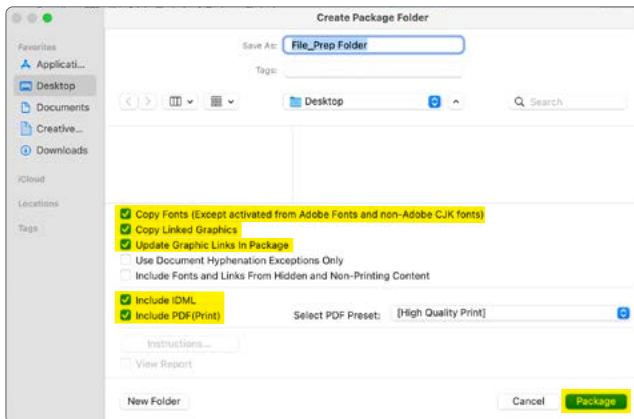 Create Package Folder
Favorites
Save As: File_Prep Folder
Applicati...
Tags:
Desktop
Documents
Desktop
Search
Creative...
Downloads
iCloud
Locations
Tags
Copy Fonts (Except activated from Adobe Fonts and non-Adobe CJK fonts)
Copy Linked Graphics
Update Graphic Links In Package
Use Document Hyphenation Exceptions Only
Include Fonts and Links From Hidden and Non-Printing Content
Include IDML
Include PDF(Print)
Select PDF Preset: [High Quality Print]
Instructions...
View Report
New Folder
Cancel
Package